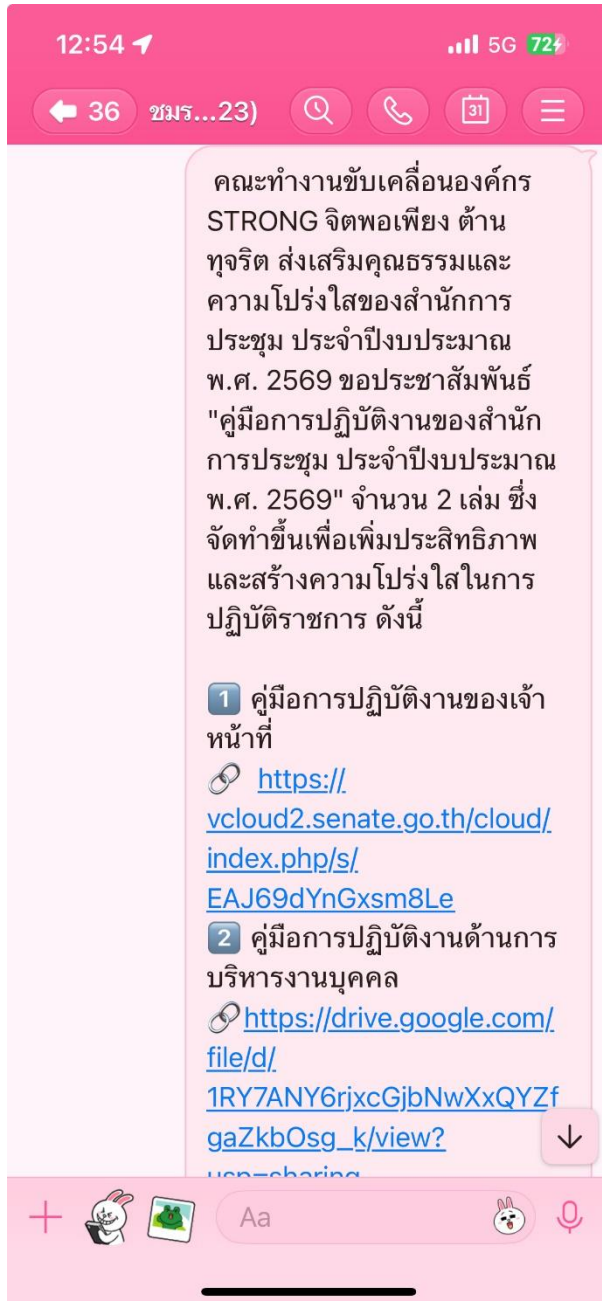 12:54
5G 72
36 ชมร...23) 31
คณะทำงานขับเคลื่อนองค์กร
STRONG จิตพอเพียง ต้าน
ทุจริต ส่งเสริมคุณธรรมและ
ความโปร่งใสของสำนักการ
ประชุม ประจำปีงบประมาณ
พ.ศ. 2569 ขอประชาสัมพันธ์
"คู่มือการปฏิบัติงานของสำนัก
การประชุม ประจำปีงบประมาณ
พ.ศ. 2569" จำนวน 2 เล่ม ซึ่ง
จัดทำขึ้นเพื่อเพิ่มประสิทธิภาพ
และสร้างความโปร่งใสในการ
ปฏิบัติราชการ ดังนี้
1️⃣ คู่มือการปฏิบัติงานของเจ้า
หน้าที่
🔗 https://
vcloud2.senate.go.th/cloud/
index.php/s/
EAJ69dYnGxsm8Le
2️⃣ คู่มือการปฏิบัติงานด้านการ
บริหารงานบุคคล
🔗https://drive.google.com/
file/d/
1RY7ANY6rjxcGjbNwXxQYZf
gaZkbOsg_k/view?
usp=sharing
Aa